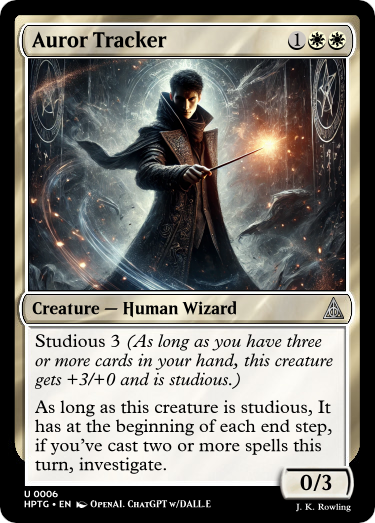 Auror Tracker 1
Creature — Human Wizard
Studious 3 (As long as you have three
or more cards in your hand, this creature
gets +3/+0 and is studious.)
As long as this creature is studious, It
has at the beginning of each end step,
if you've cast two or more spells this
turn, investigate.
0/3
U 0006
HPTG • EN OpenAI. ChatGPT w/DALL.E
J. K. Rowling